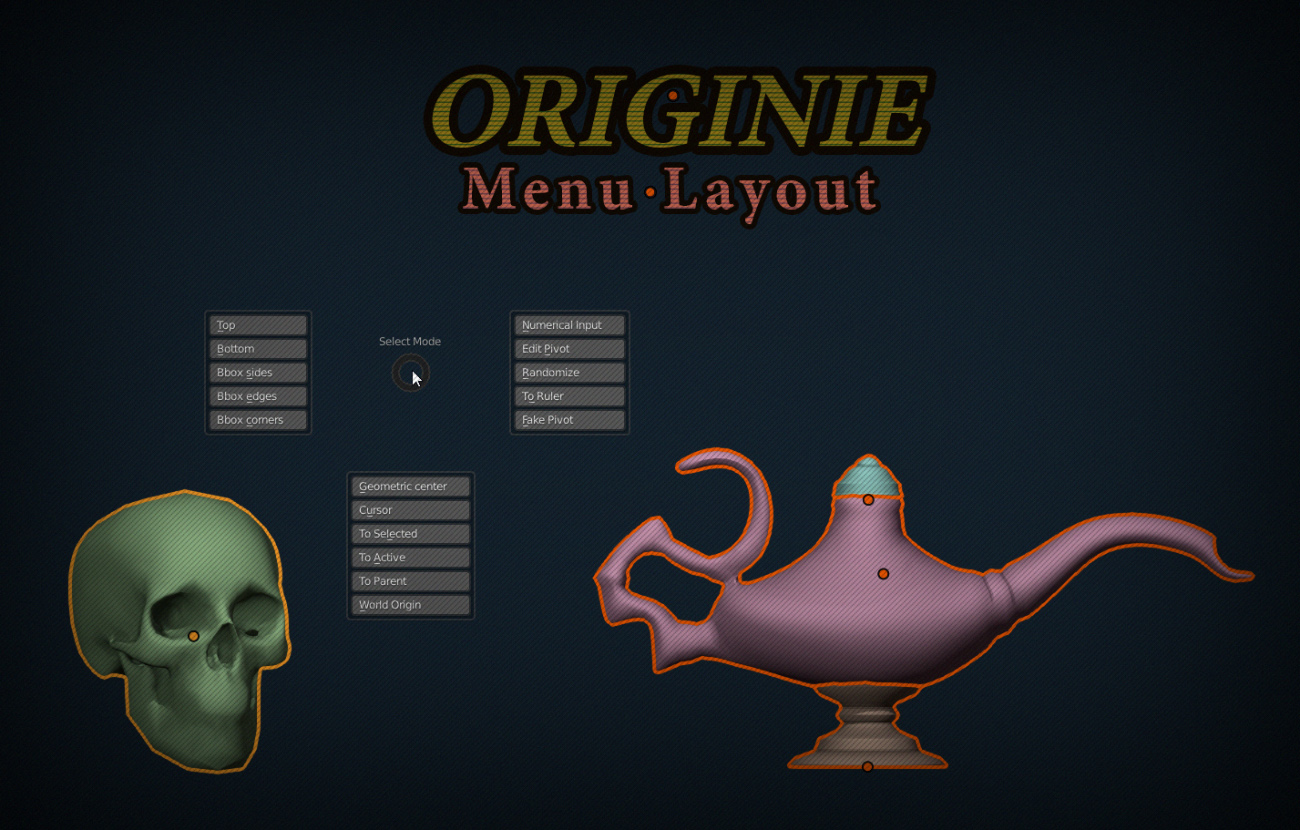 ORIGINIE
Menu · Layout
Top
Bottom
Bbox sides
Bbox edges
Bbox corners
Select Mode
Numerical Input
Edit Pivot
Randomize
To Ruler
Fake Pivot
Geometric center
Cursor
To Selected
To Active
To Parent
World Origin